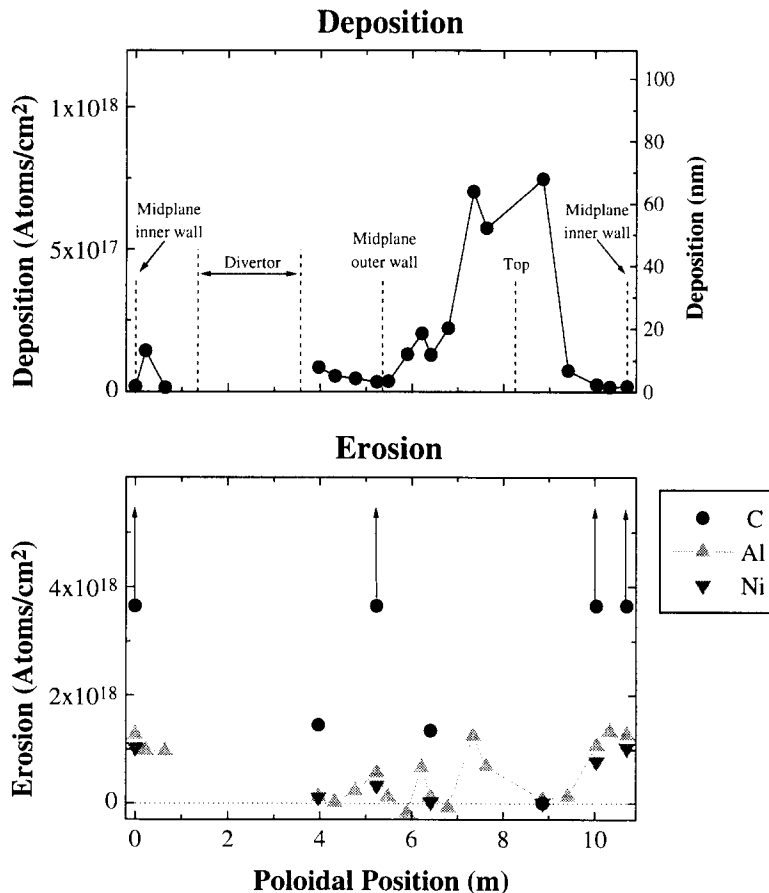 Deposition
Deposition (Atoms/cm²)
1x10¹⁸
5x10¹⁷
0
100
80
60
40
20
0
Deposition (nm)
Midplane
inner wall
Divertor
Midplane
outer wall
Top
Midplane
inner wall
Erosion
Erosion (Atoms/cm²)
4x10¹⁸
2x10¹⁸
0
0
2
4
6
8
10
Poloidal Position (m)
C
Al
Ni